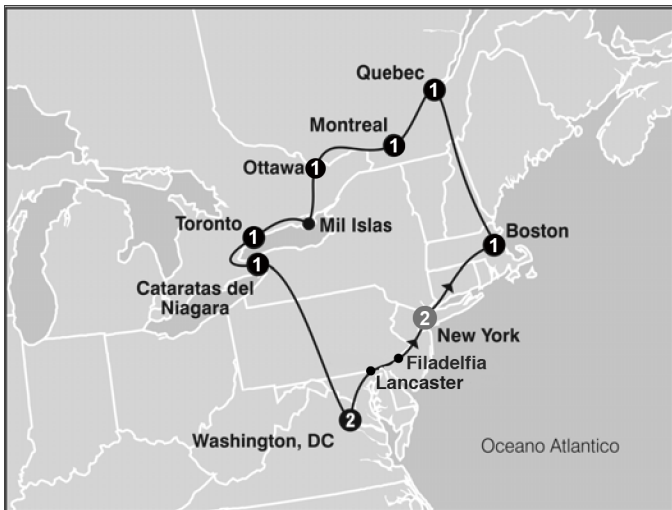 Quebec
1
Montreal
1
Ottawa
1
Toronto
1
Mil Islas
Boston
1
1
Cataratas del
Niagara
2
New York
Filadelfia
Lancaster
2
Washington, DC
Oceano Atlantico